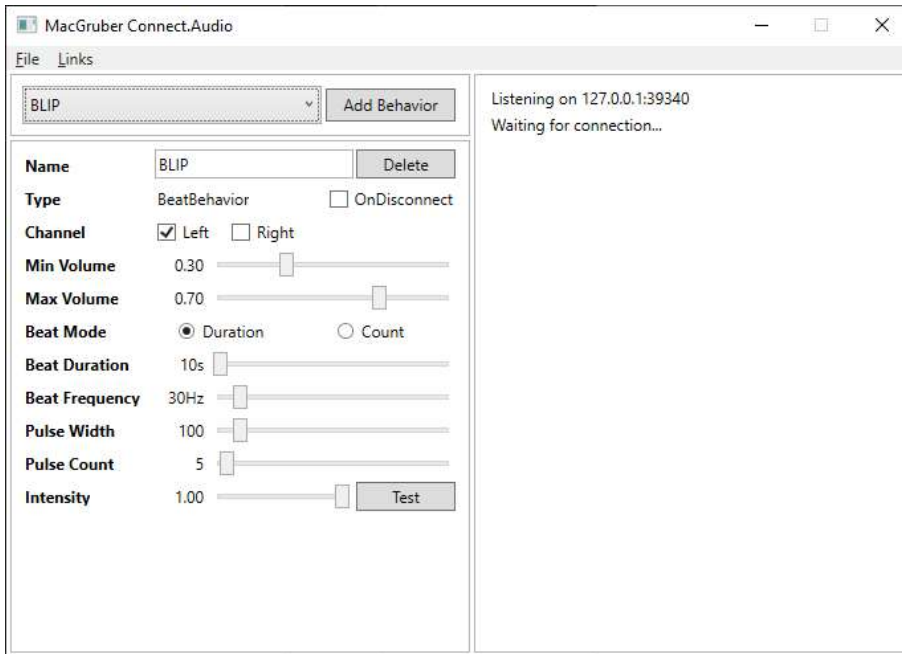 MacGruber Connect.Audio
File Links
BLIP Add Behavior
Name BLIP Delete
Type BeatBehavior OnDisconnect
Channel Left Right
Min Volume 0.30
Max Volume 0.70
Beat Mode Duration Count
Beat Duration 10s
Beat Frequency 30Hz
Pulse Width 100
Pulse Count 5
Intensity 1.00 Test
Listening on 127.0.0.1:39340
Waiting for connection...